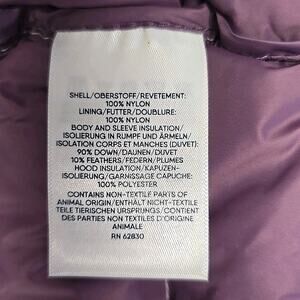 SHELL/OBERSTOFF/REVETEMENT:
100% NYLON
LINING/FUTTER/DOUBLURE:
100% NYLON
BODY AND SLEEVE INSULATION/
ISOLIERUNG IN RUMPF UND ÄRMELN/
ISOLATION CORPS ET MANCHES (DUVET):
90% DOWN/DAUNEN/DUVET
10% FEATHERS/FEDERN/PLUMES
HOOD INSULATION/KAPUZEN-
ISOLIERUNG/GARNISSAGE CAPUCHE:
100% POLYESTER
CONTAINS NON-TEXTILE PARTS OF
ANIMAL ORIGIN/ENTHÄLT NICHT-TEXTILE
TEILE TIERISCHEN URSPRUNGS/CONTIENT
DES PARTIES NON TEXTILES D'ORIGINE
ANIMALE
RN 62830